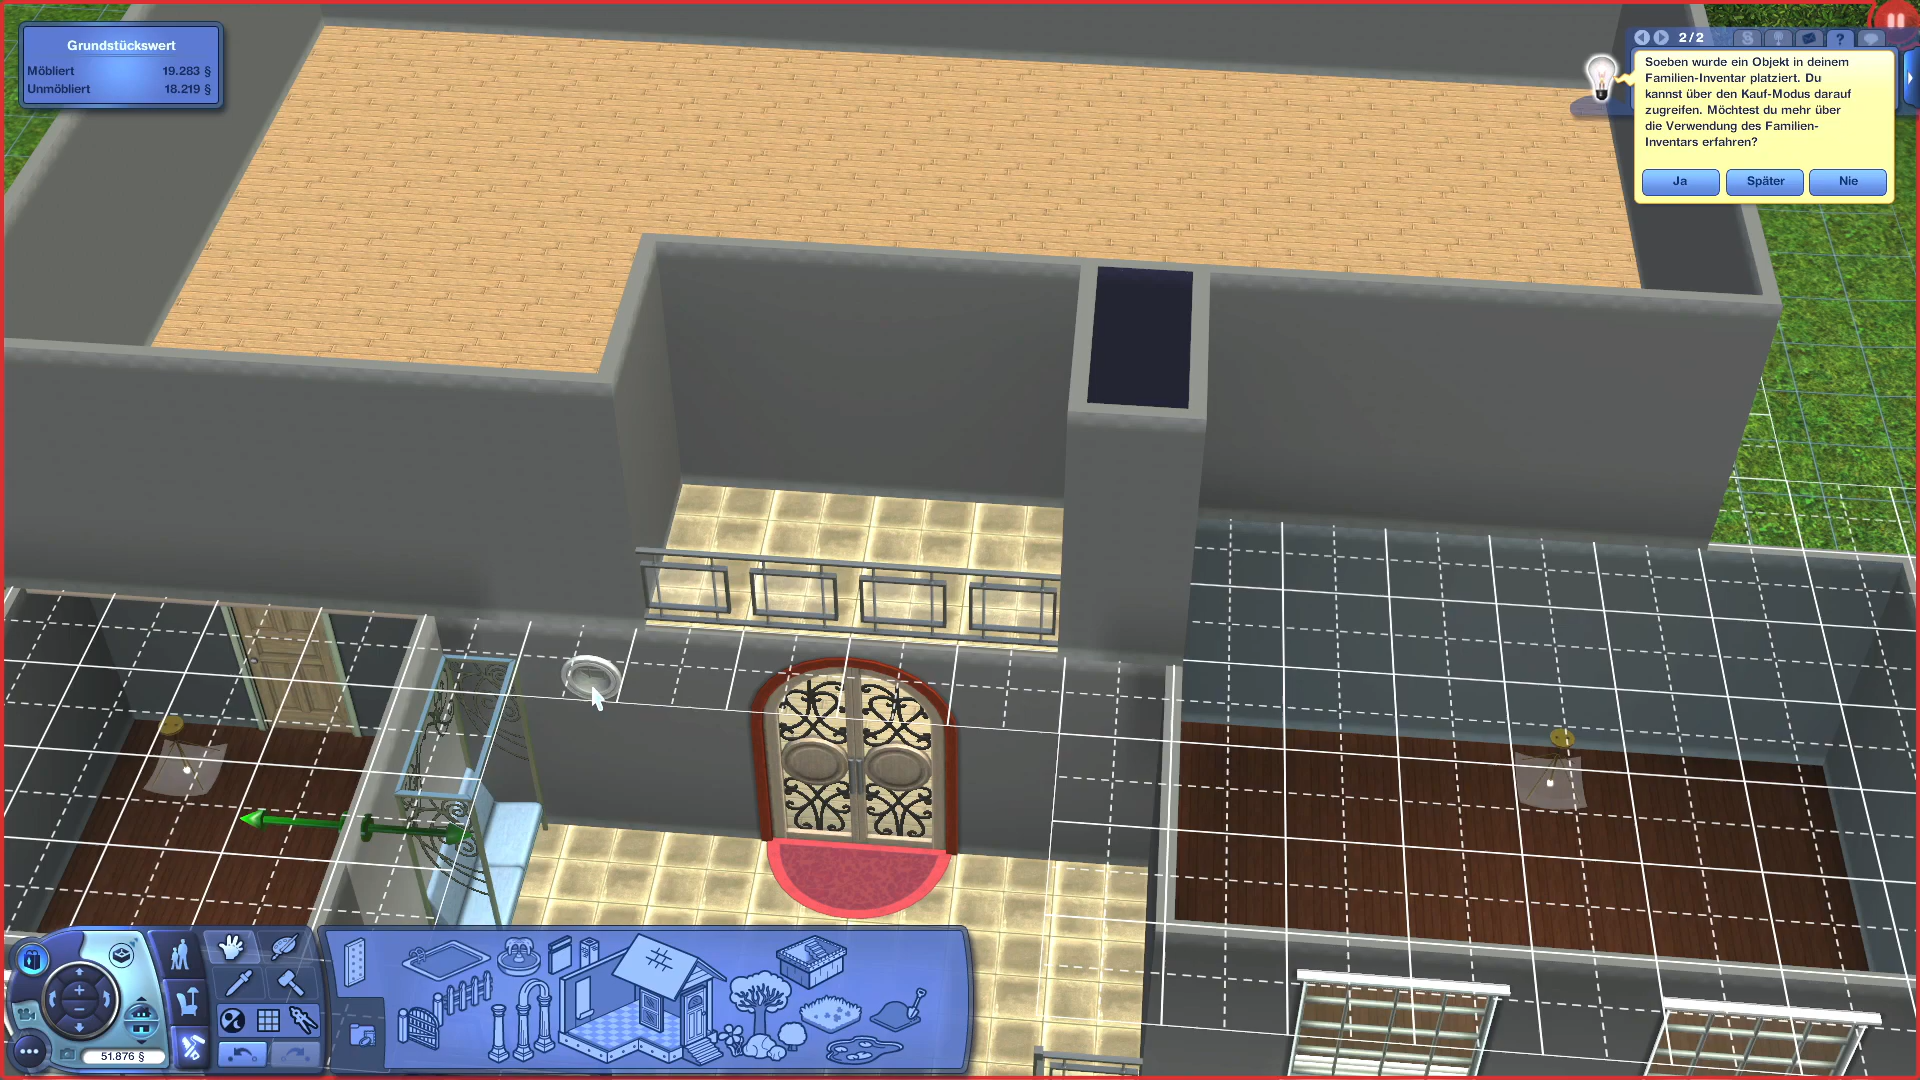 Grundstückswert
Möbliert 19.283 §
Unmöbliert 18.219 §
2/2
Soeben wurde ein Objekt in deinem
Familien-Inventar platziert. Du
kannst über den Kauf-Modus darauf
zugreifen. Möchtest du mehr über
die Verwendung des Familien-
Inventars erfahren?
Ja
Später
Nie
51.876 §